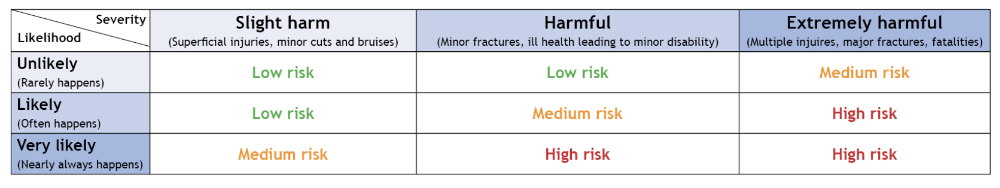 Severity
Likelihood
Slight harm
(Superficial injuries, minor cuts and bruises)
Harmful
(Minor fractures, ill health leading to minor disability)
Extremely harmful
(Multiple injuires, major fractures, fatalities)
Unlikely
(Rarely happens)
Low risk
Low risk
Medium risk
Likely
(Often happens)
Low risk
Medium risk
High risk
Very likely
(Nearly always happens)
Medium risk
High risk
High risk